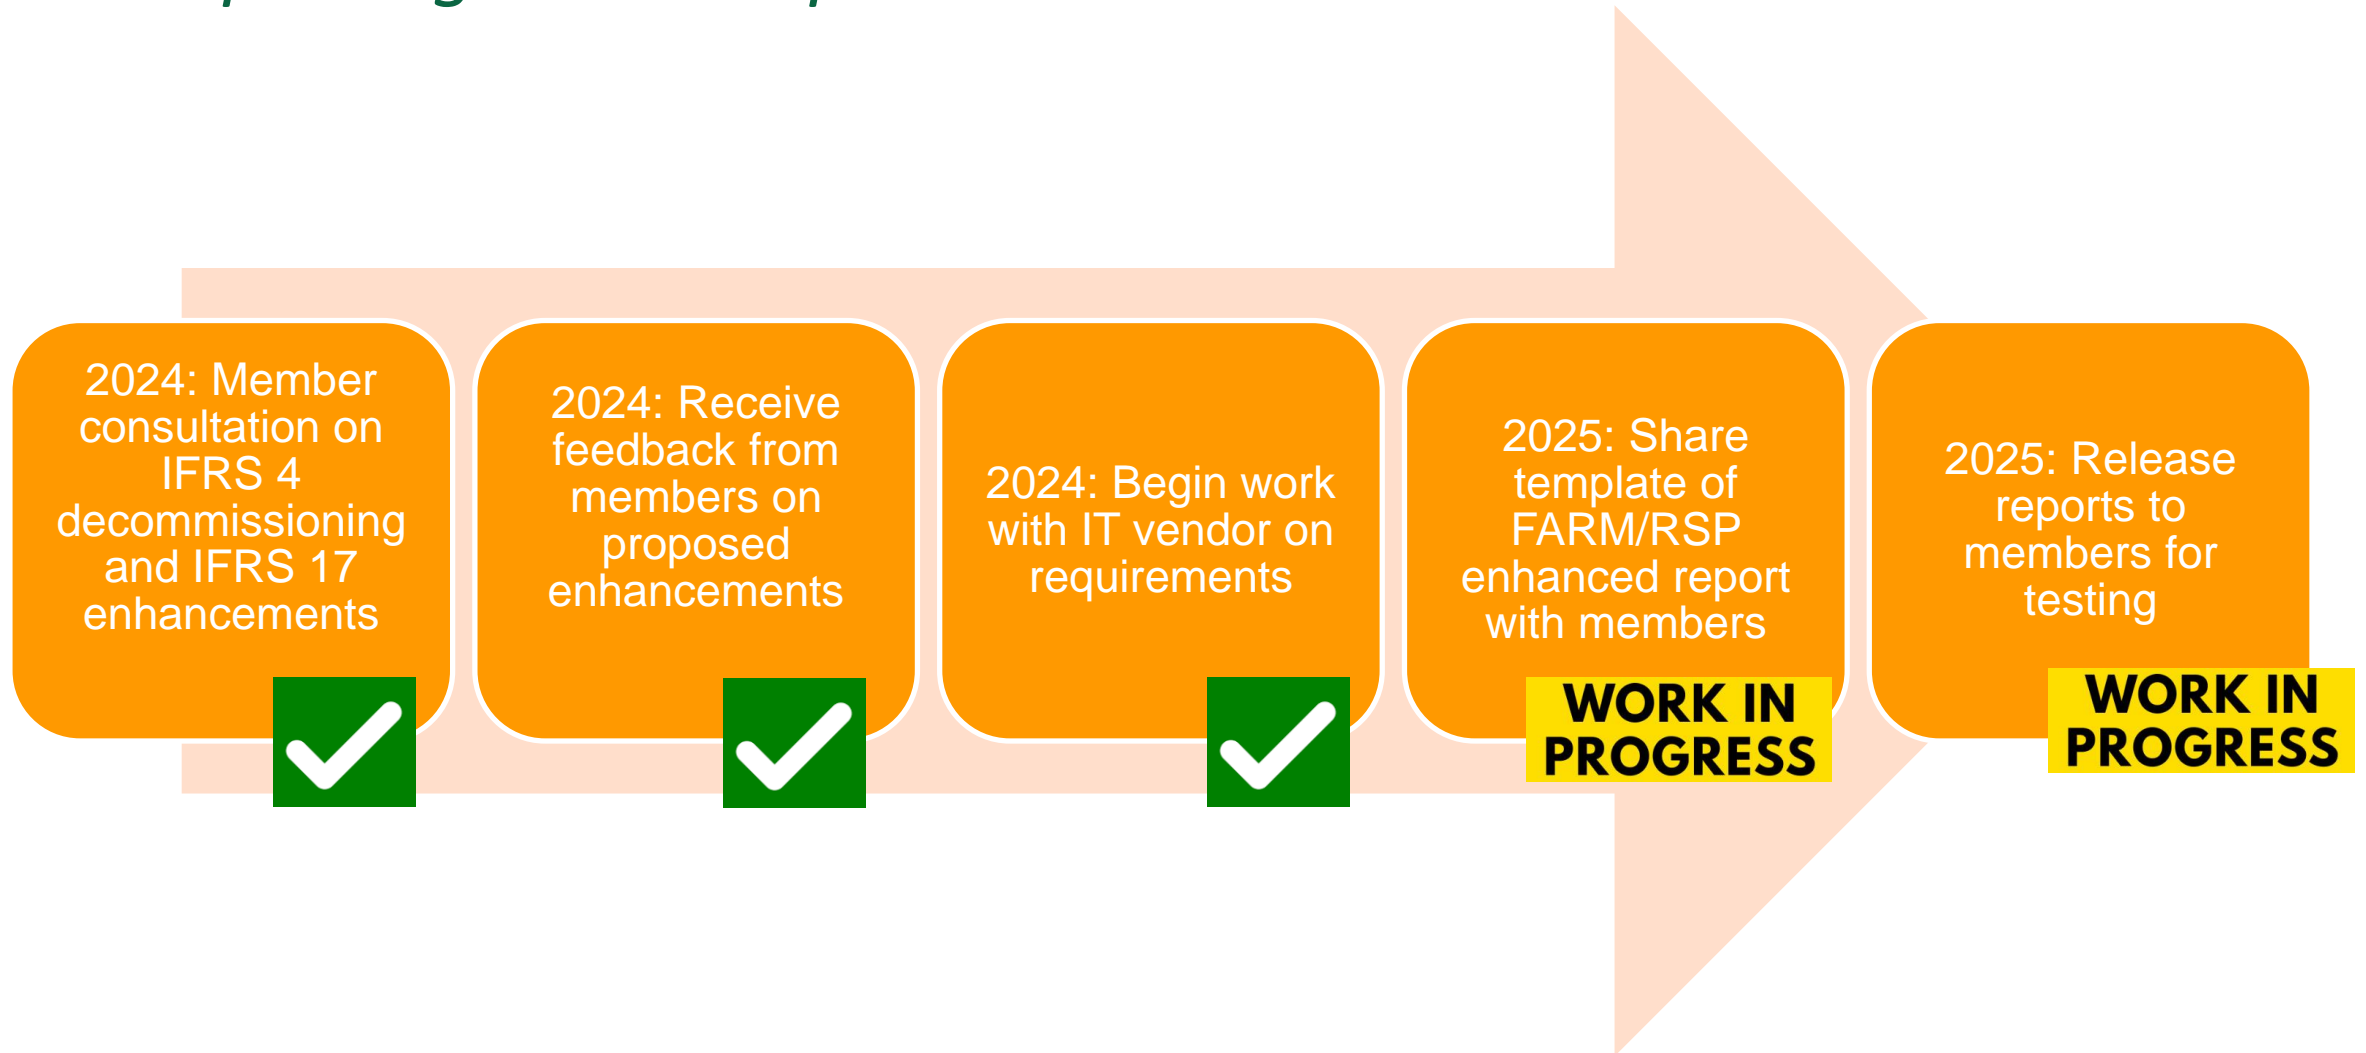 2024: Member
consultation on
IFRS 4
decommissioning
and IFRS 17
enhancements
2024: Receive
feedback from
members on
proposed
enhancements
2024: Begin work
with IT vendor on
requirements
2025: Share
template of
FARM/RSP
enhanced report
with members
WORK IN
PROGRESS
2025: Release
reports to
members for
testing
WORK IN
PROGRESS